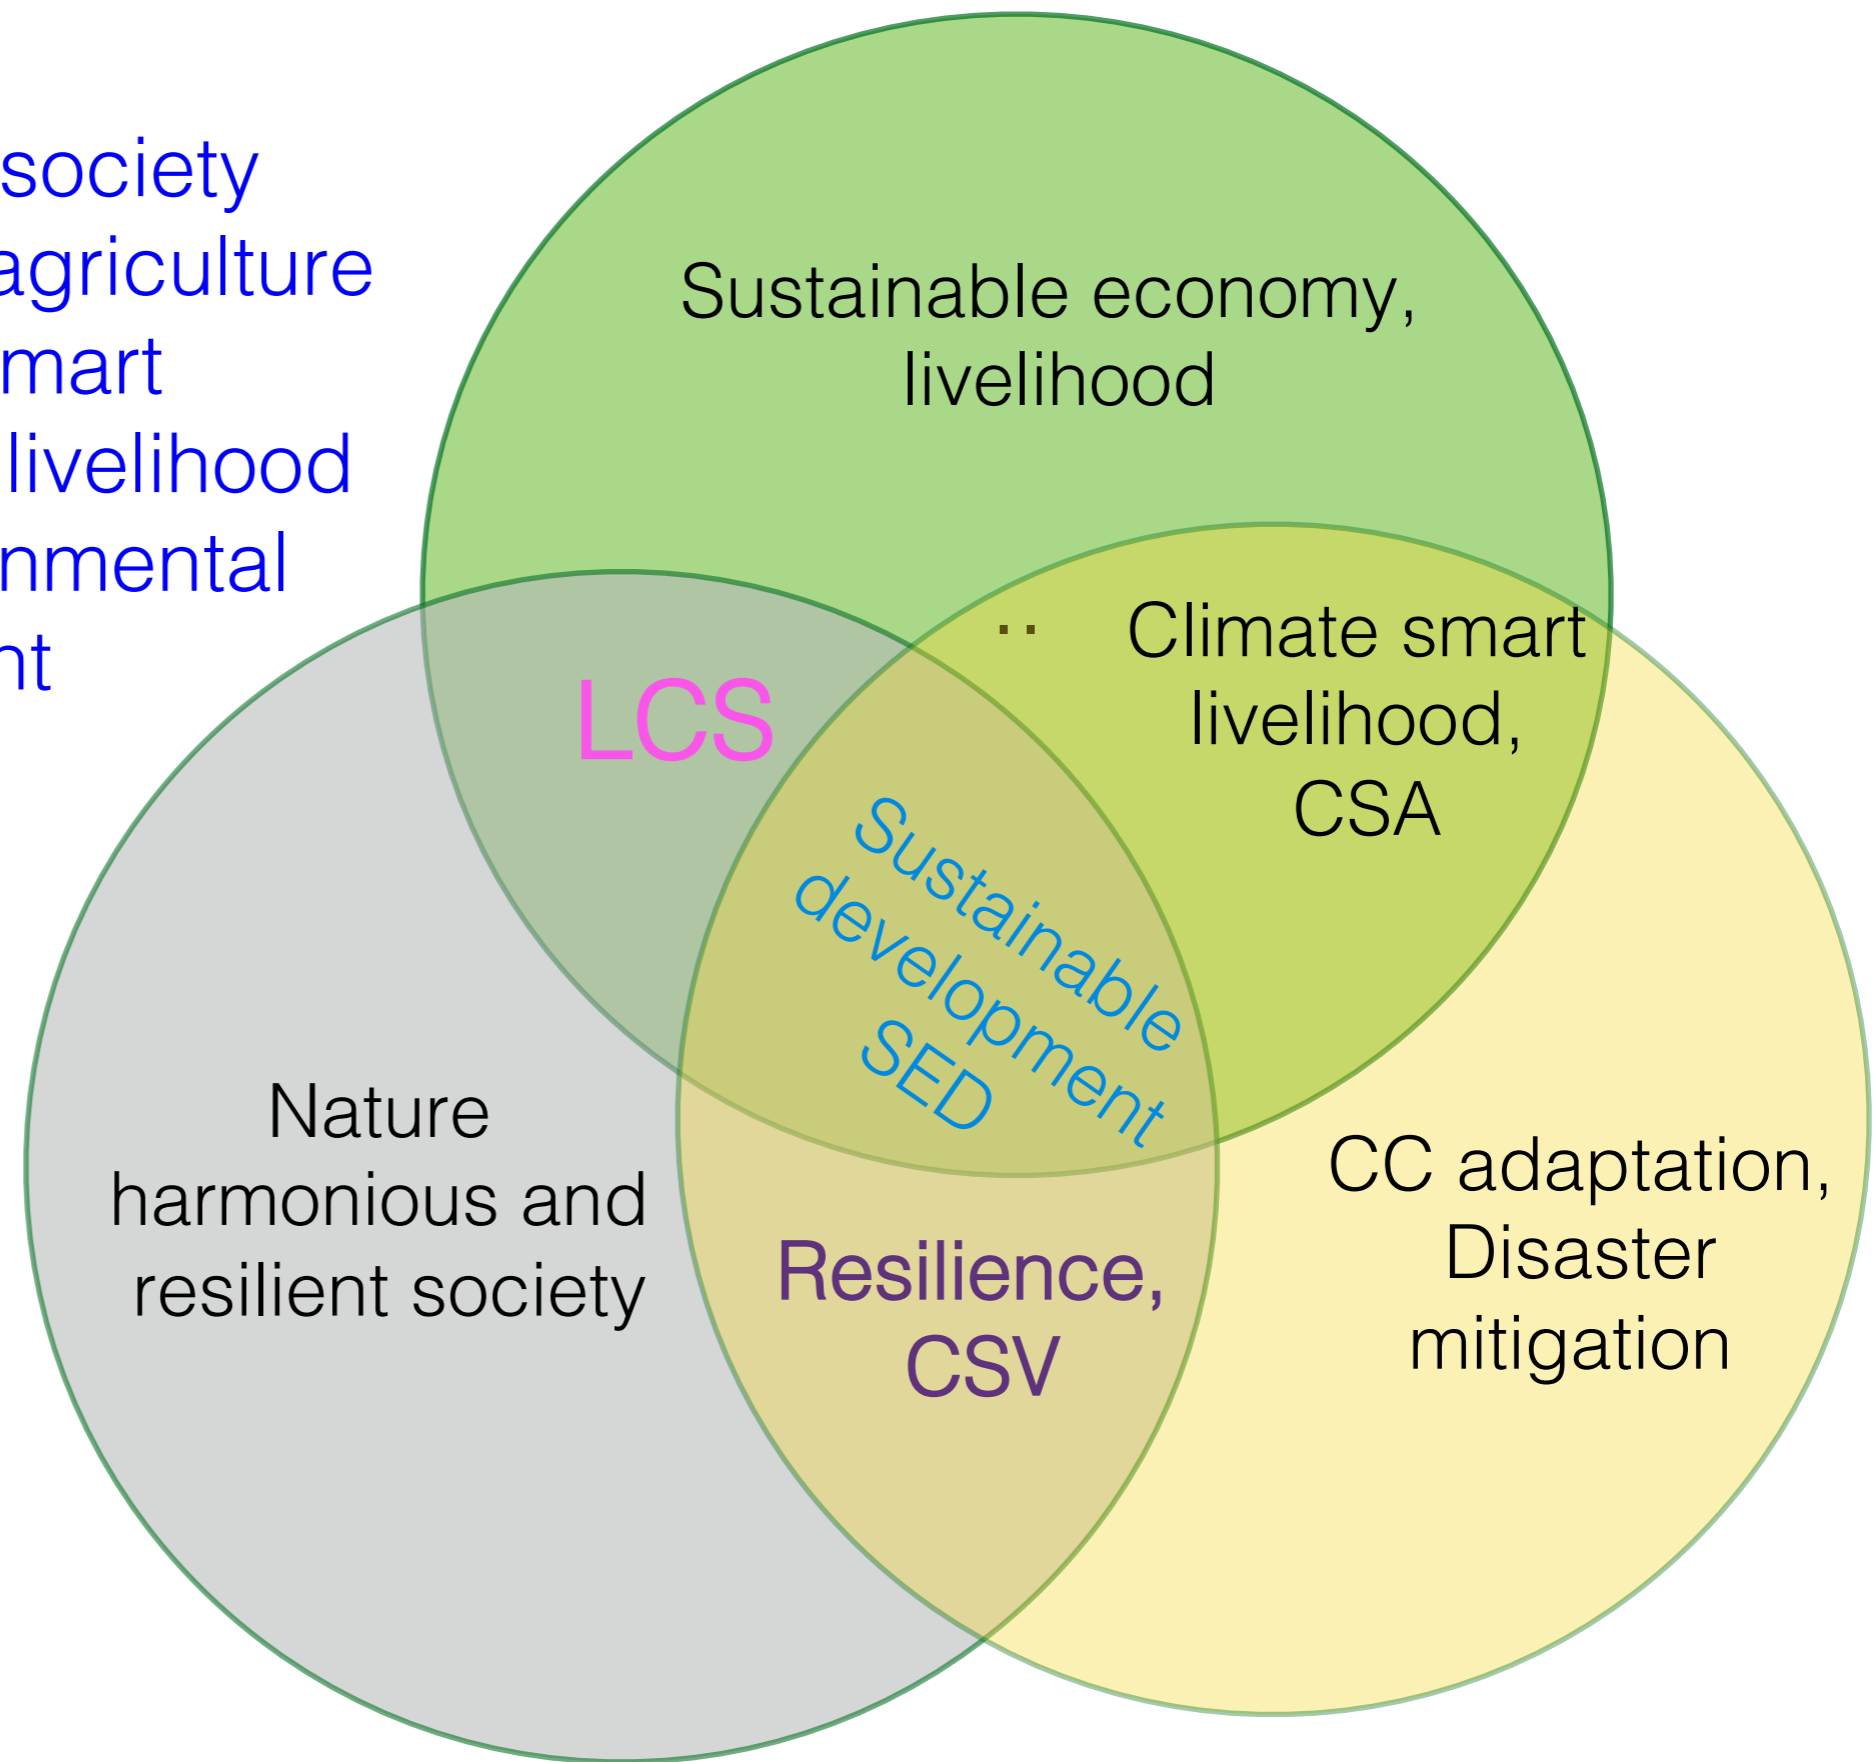 society
agriculture
mart
livelihood
nmental
nt
Sustainable economy,
livelihood
..
Climate smart
livelihood,
CSA
LCS
Sustainable
development
SED
Nature
harmonious and
resilient society
Resilience,
CSV
CC adaptation,
Disaster
mitigation